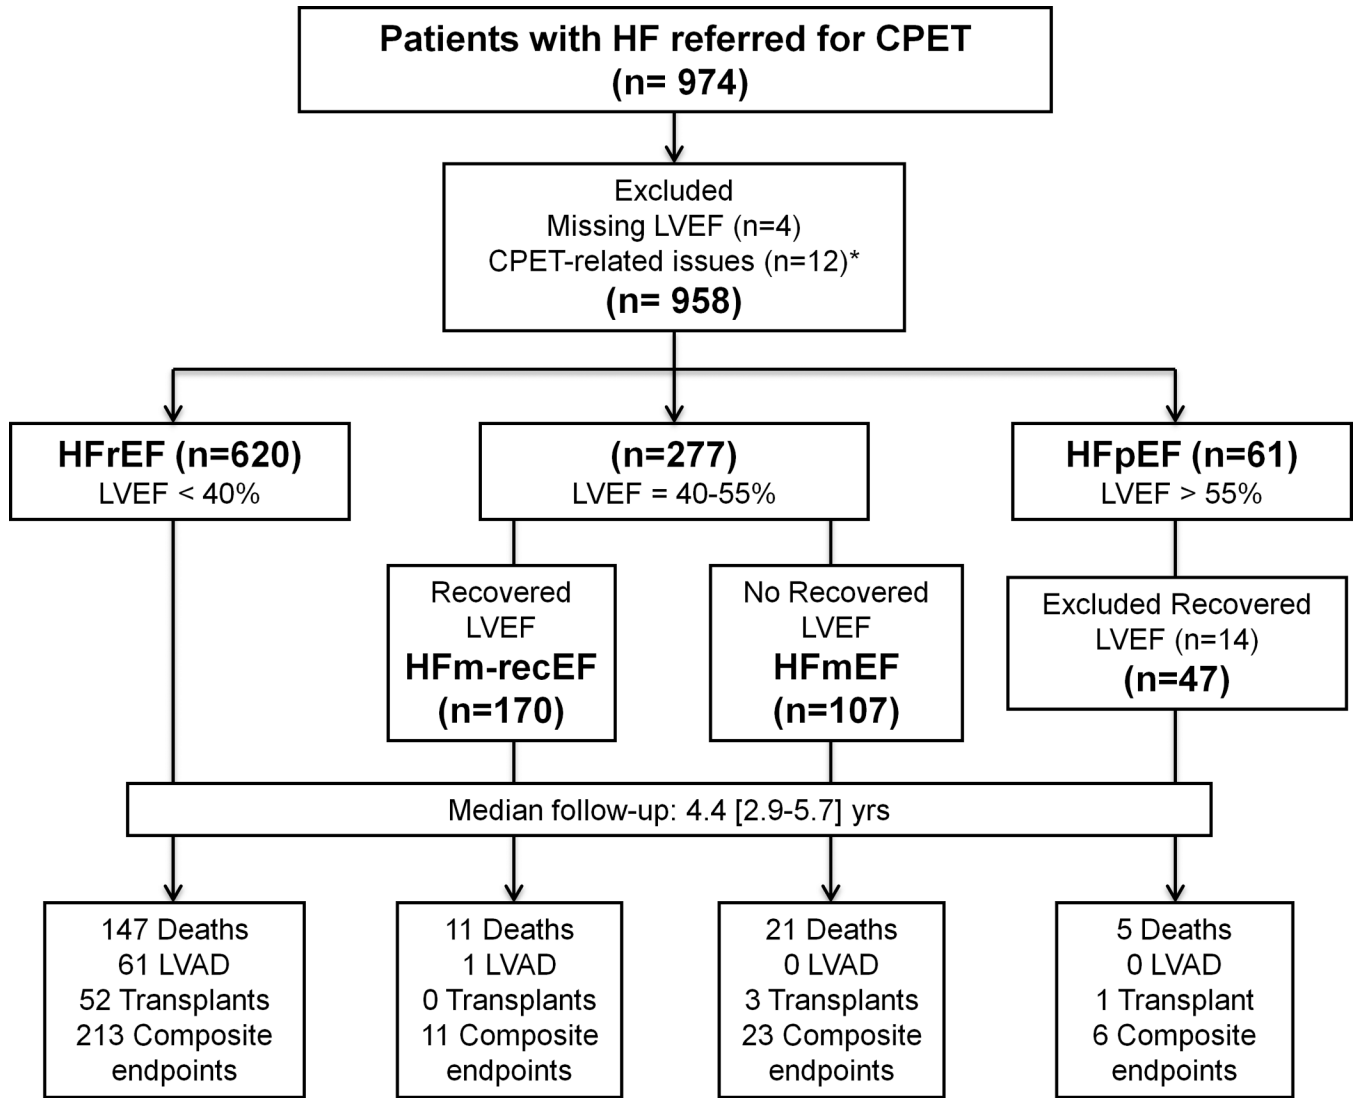 Patients with HF referred for CPET
(n= 974)
Excluded
Missing LVEF (n=4)
CPET-related issues (n=12)*
(n= 958)
HFrEF (n=620)
LVEF < 40%
(n=277)
LVEF = 40-55%
HFpEF (n=61)
LVEF > 55%
Recovered
LVEF
HFm-recEF
(n=170)
No Recovered
LVEF
HFmEF
(n=107)
Excluded Recovered
LVEF (n=14)
(n=47)
Median follow-up: 4.4 [2.9-5.7] yrs
147 Deaths
61 LVAD
52 Transplants
213 Composite
endpoints
11 Deaths
1 LVAD
0 Transplants
11 Composite
endpoints
21 Deaths
0 LVAD
3 Transplants
23 Composite
endpoints
5 Deaths
0 LVAD
1 Transplant
6 Composite
endpoints